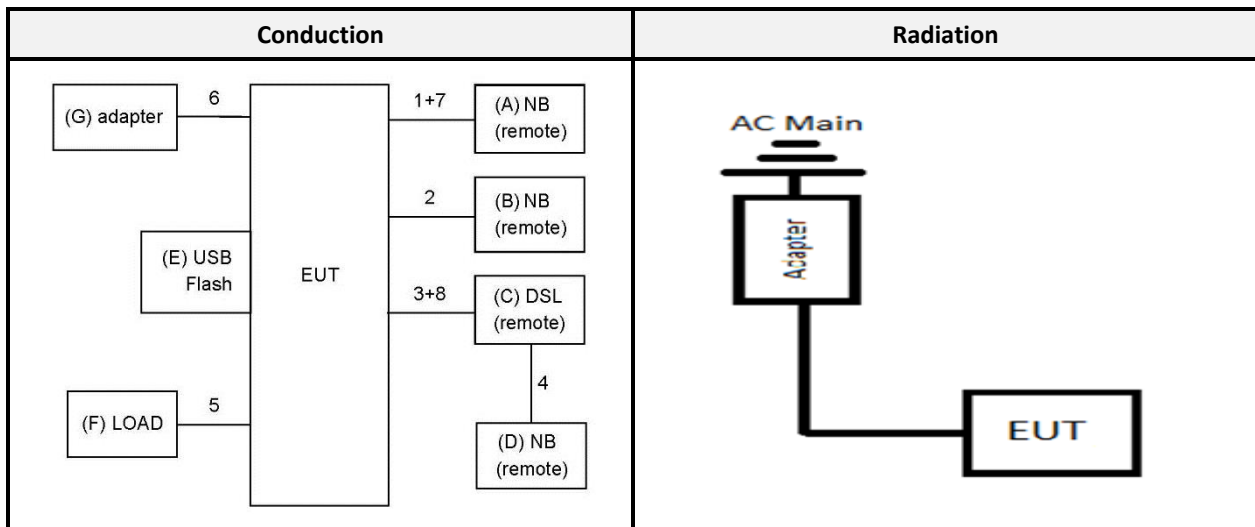 Conduction
Radiation
(G) adapter
6
EUT
1+7
(A) NB
(remote)
2
(B) NB
(remote)
(E) USB
Flash
3+8
(C) DSL
(remote)
4
(F) LOAD
5
(D) NB
(remote)
AC Main
Adapter
EUT